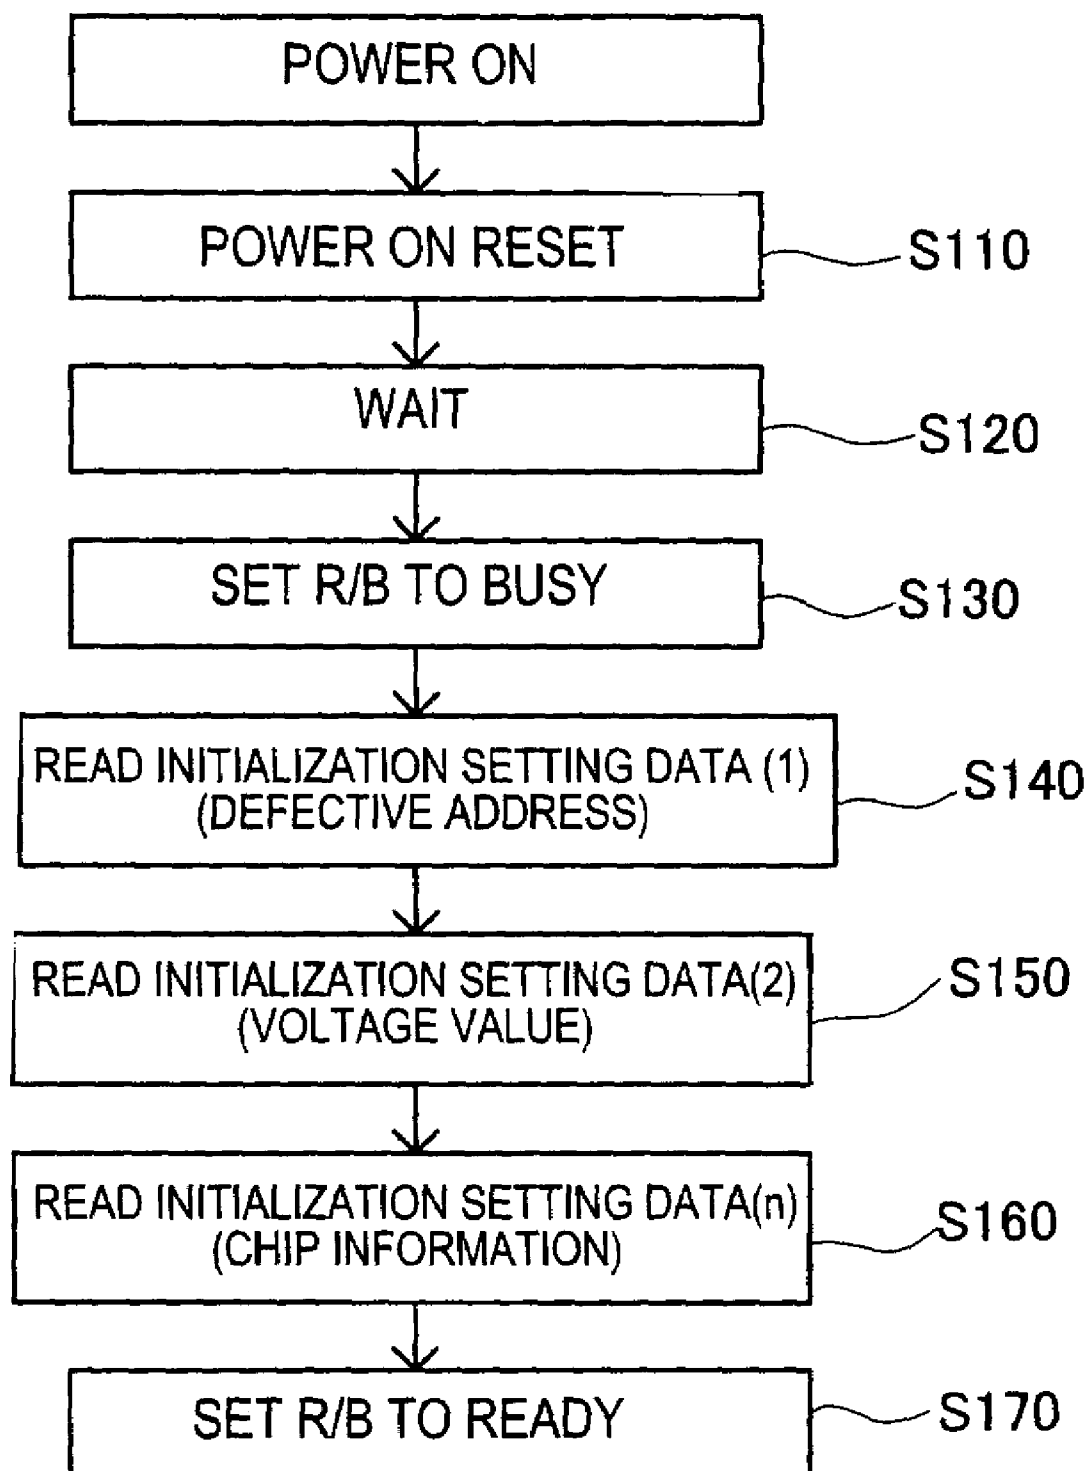 POWER ON
POWER ON RESET
S110
WAIT
S120
SET R/B TO BUSY
S130
READ INITIALIZATION SETTING DATA (1)
(DEFECTIVE ADDRESS)
S140
READ INITIALIZATION SETTING DATA(2)
(VOLTAGE VALUE)
S150
READ INITIALIZATION SETTING DATA(n)
(CHIP INFORMATION)
S160
SET R/B TO READY
S170